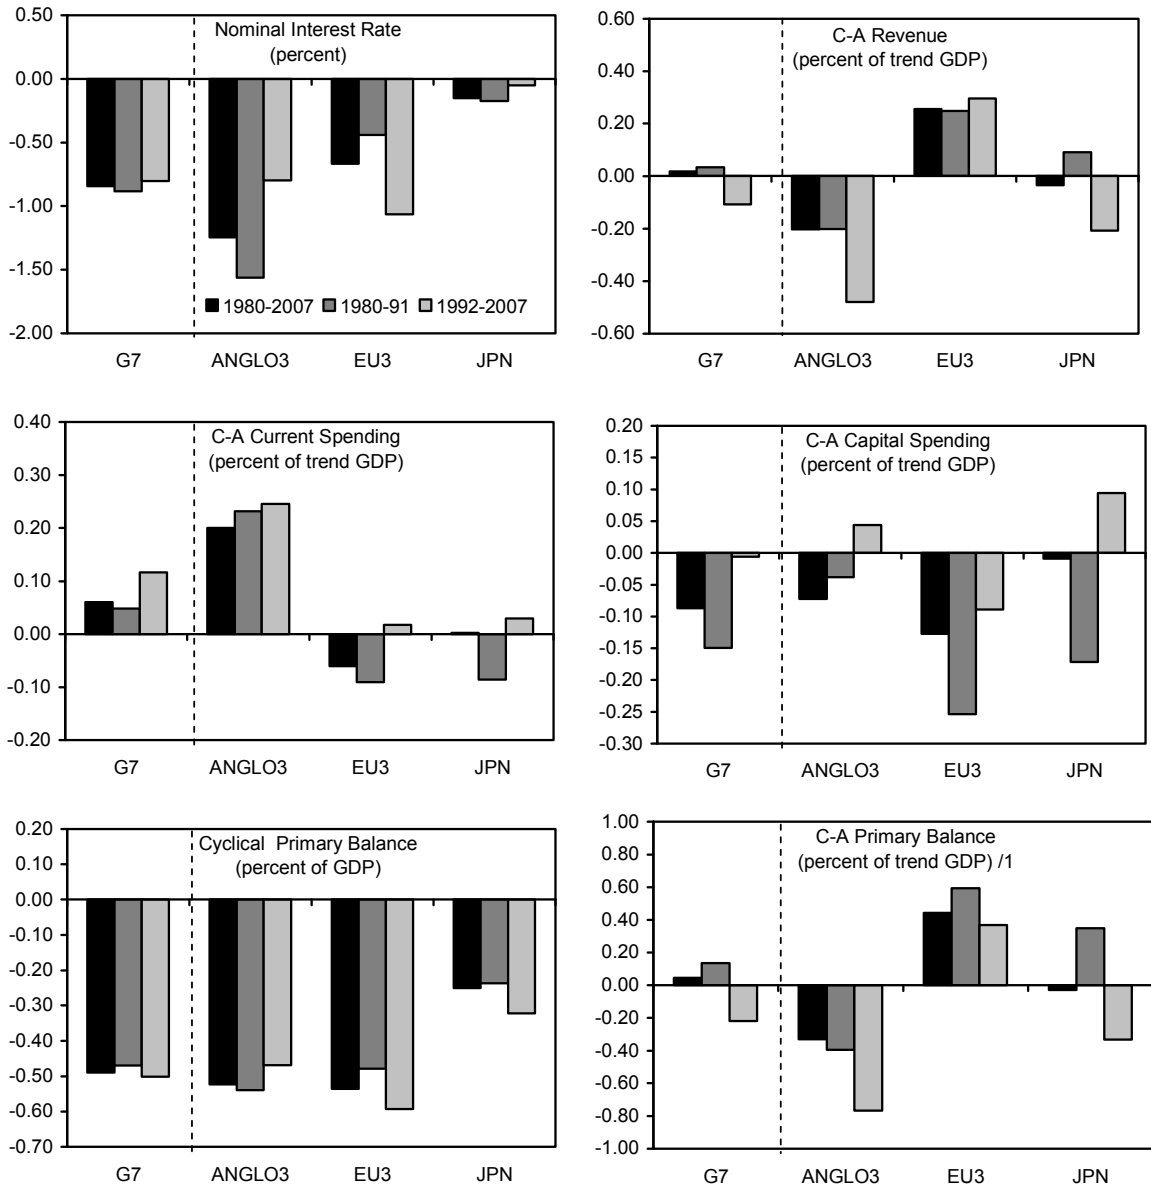 Nominal Interest Rate
(percent)
0.50
0.00
-0.50
-1.00
-1.50
-2.00
1980-2007 1980-91 1992-2007
G7 ANGLO3 EU3 JPN
C-A Revenue
(percent of trend GDP)
0.60
0.40
0.20
0.00
-0.20
-0.40
-0.60
G7 ANGLO3 EU3 JPN
C-A Current Spending
(percent of trend GDP)
0.40
0.30
0.20
0.10
0.00
-0.10
-0.20
G7 ANGLO3 EU3 JPN
C-A Capital Spending
(percent of trend GDP)
0.20
0.15
0.10
0.05
0.00
-0.05
-0.10
-0.15
-0.20
-0.25
-0.30
G7 ANGLO3 EU3 JPN
Cyclical Primary Balance
(percent of GDP)
0.20
0.10
0.00
-0.10
-0.20
-0.30
-0.40
-0.50
-0.60
-0.70
G7 ANGLO3 EU3 JPN
C-A Primary Balance
(percent of trend GDP) /1
1.00
0.80
0.60
0.40
0.20
0.00
-0.20
-0.40
-0.60
-0.80
-1.00
G7 ANGLO3 EU3 JPN